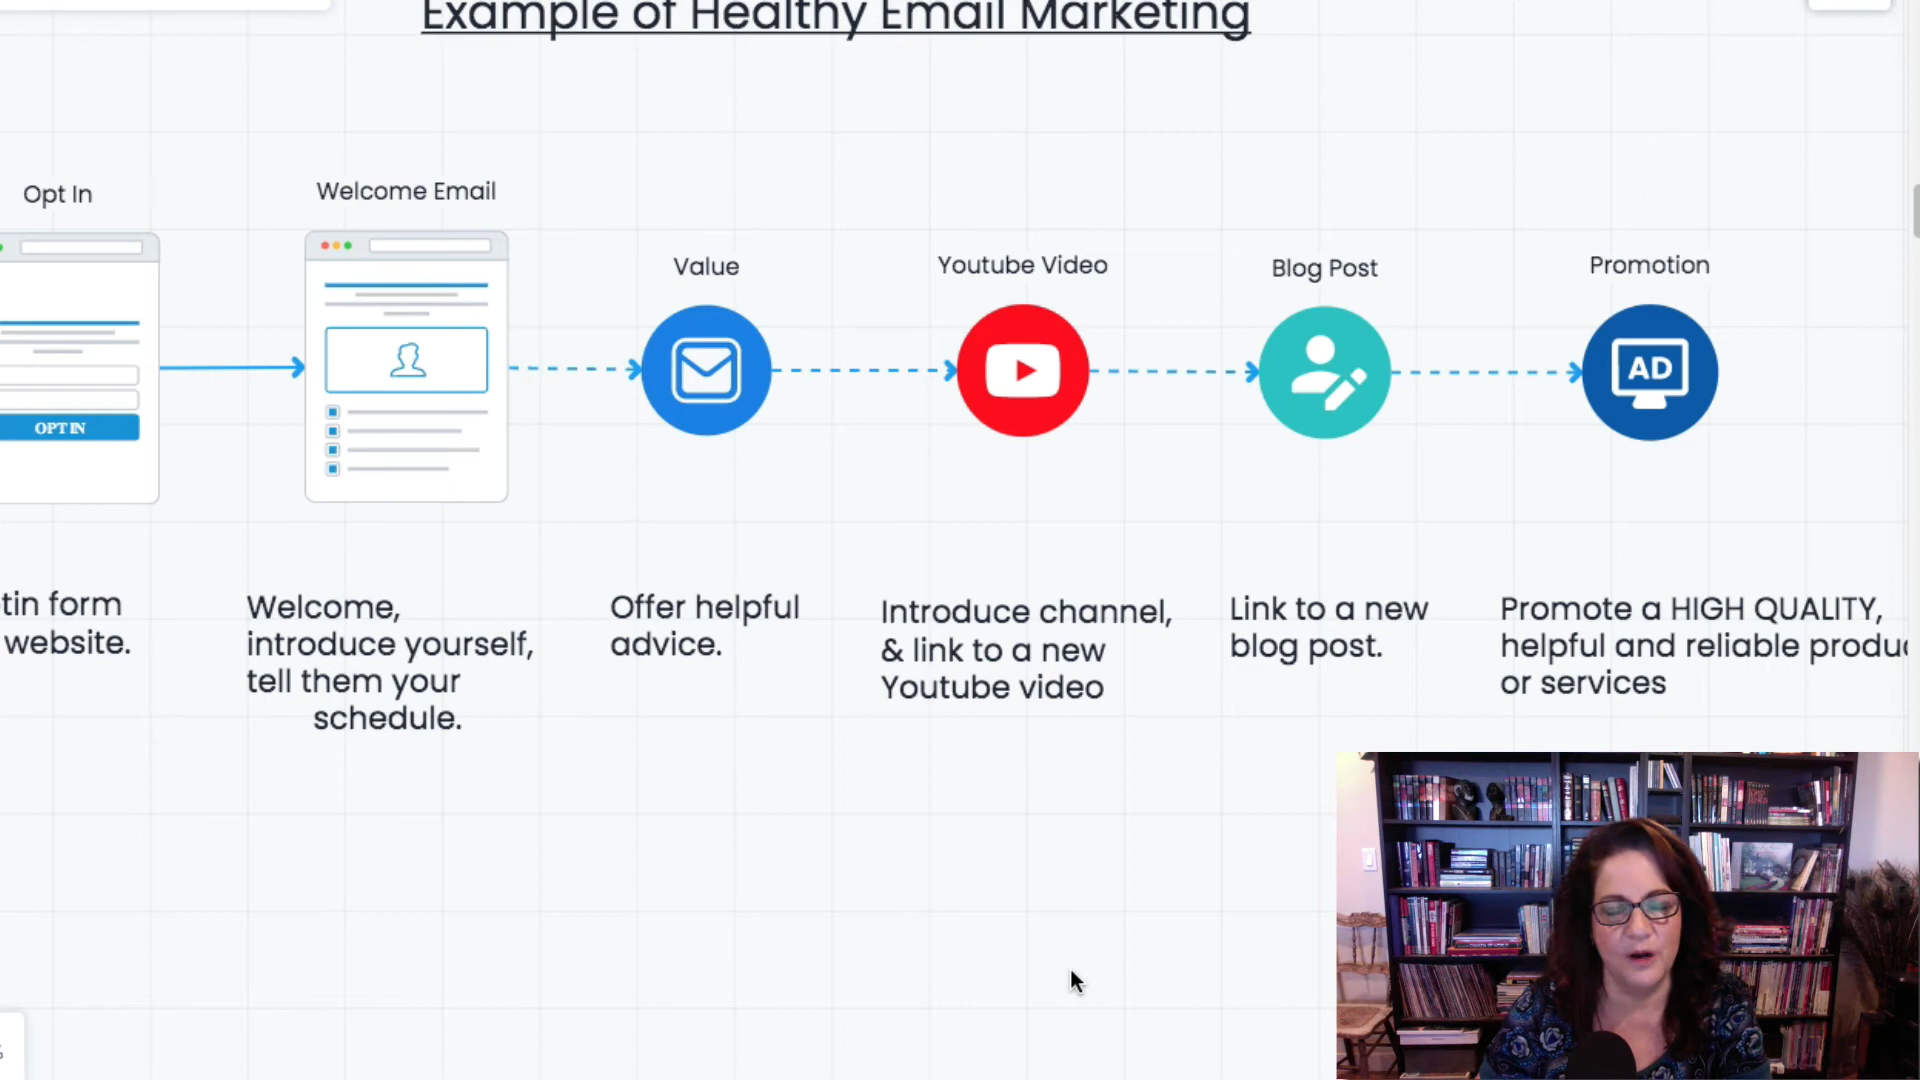 Example of Healthy Email Marketing
Opt In
Welcome Email
Value
Youtube Video
Blog Post
Promotion
OPT IN
AD
tin form
website.
Welcome,
introduce yourself,
tell them your
schedule.
Offer helpful
advice.
Introduce channel,
& link to a new
Youtube video
Link to a new
blog post.
Promote a HIGH QUALITY,
helpful and reliable produc
or services